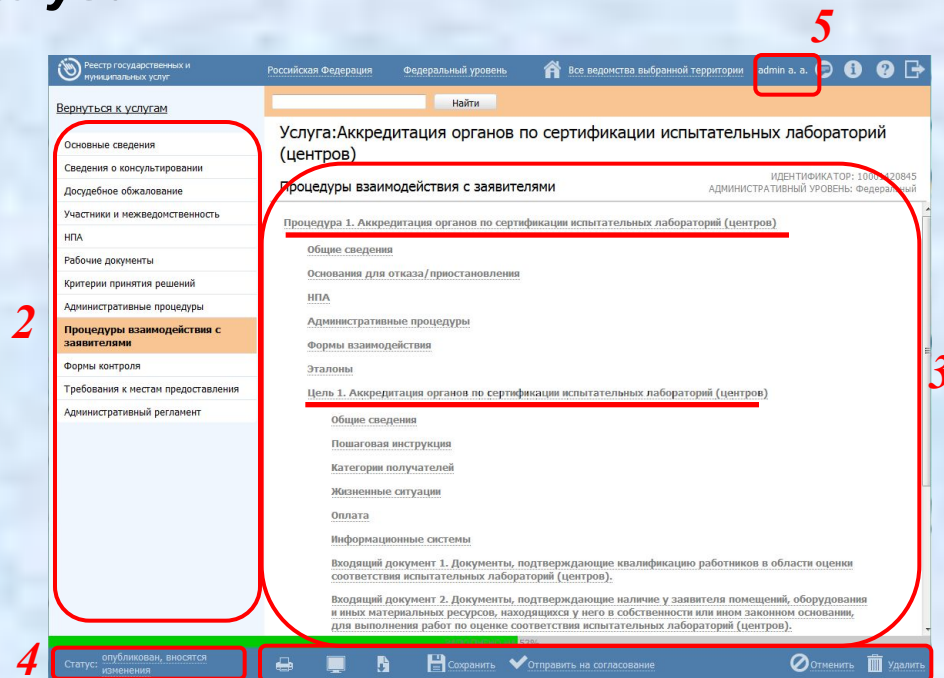 5
Реестр государственных и
муниципальных услуг
Российская Федерация Федеральный уровень Все ведомства выбранной территории admin a. a.
Вернуться к услугам
Найти
Услуга:Аккредитация органов по сертификации испытательных лабораторий
(центров)
ИДЕНТИФИКАТОР: 10001420845
Процедуры взаимодействия с заявителями
АДМИНИСТРАТИВНЫЙ УРОВЕНЬ: Федеральный
2
Основные сведения
Сведения о консультировании
Досудебное обжалование
Участники и межведомственность
НПА
Рабочие документы
Критерии принятия решений
Административные процедуры
Процедуры взаимодействия с
заявителями
Формы контроля
Требования к местам предоставления
Административный регламент
Процедура 1. Аккредитация органов по сертификации испытательных лабораторий (центров)
Общие сведения
Основания для отказа/приостановления
НПА
Административные процедуры
Формы взаимодействия
Эталоны
Цель 1. Аккредитация органов по сертификации испытательных лабораторий (центров)
Общие сведения
Пошаговая инструкция
Категории получателей
Жизненные ситуации
Оплата
Информационные системы
Входящий документ 1. Документы, подтверждающие квалификацию работников в области оценки
соответствия испытательных лабораторий (центров).
Входящий документ 2. Документы, подтверждающие наличие у заявителя помещений, оборудования
и иных материальных ресурсов, находящихся у него в собственности или ином законном основании,
для выполнения работ по оценке соответствия испытательных лабораторий (центров).
3
52%
4
Статус: опубликован, вносятся
изменения
Сохранить Отправить на согласование Отменить Удалить